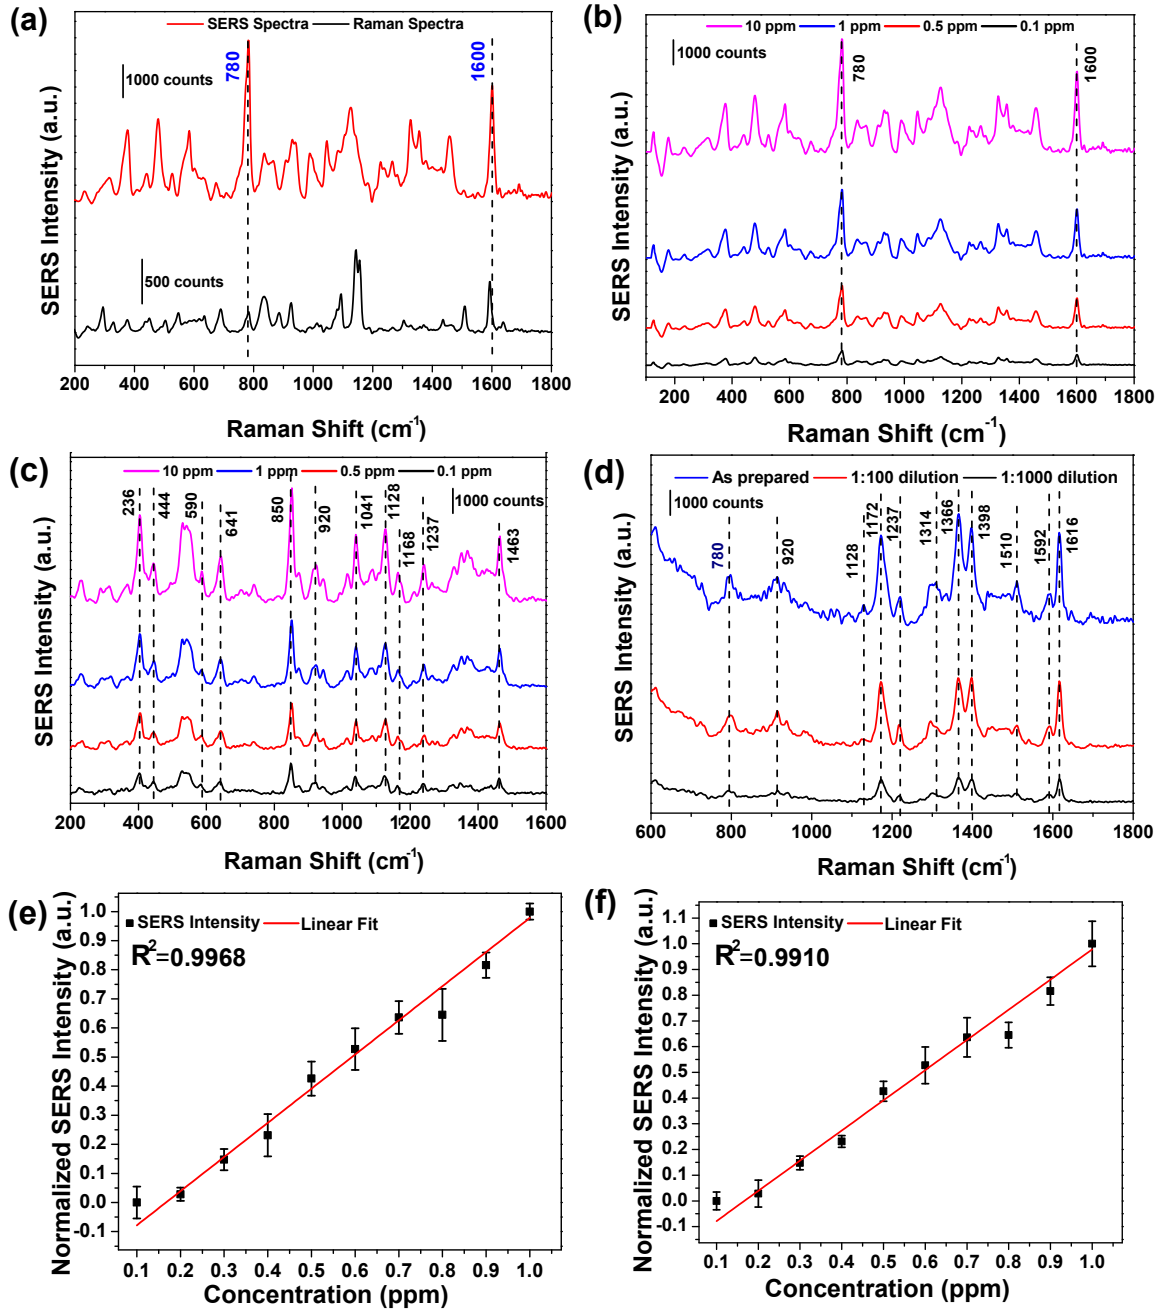 (a)
SERS Spectra
Raman Spectra
1000 counts
780
1600
500 counts
SERS Intensity (a.u.)
200 400 600 800 1000 1200 1400 1600 1800
Raman Shift (cm-1)
(b)
10 ppm
1 ppm
0.5 ppm
0.1 ppm
1000 counts
780
1600
SERS Intensity (a.u.)
200 400 600 800 1000 1200 1400 1600 1800
Raman Shift (cm-1)
(c)
10 ppm
1 ppm
0.5 ppm
0.1 ppm
1000 counts
236
444
590
641
850
920
1041
1128
1168
1237
1463
SERS Intensity (a.u.)
200 400 600 800 1000 1200 1400 1600
Raman Shift (cm-1)
(d)
As prepared
1:100 dilution
1:1000 dilution
1000 counts
780
920
1128
1172
1237
1314
1366
1398
1510
1592
1616
SERS Intensity (a.u.)
600 800 1000 1200 1400 1600 1800
Raman Shift (cm-1)
(e)
SERS Intensity
Linear Fit
R2=0.9968
Normalized SERS Intensity (a.u.)
1.0
0.9
0.8
0.7
0.6
0.5
0.4
0.3
0.2
0.1
0.0
-0.1
0.1 0.2 0.3 0.4 0.5 0.6 0.7 0.8 0.9 1.0
Concentration (ppm)
(f)
SERS Intensity
Linear Fit
R2=0.9910
Normalized SERS Intensity (a.u.)
1.1
1.0
0.9
0.8
0.7
0.6
0.5
0.4
0.3
0.2
0.1
0.0
-0.1
0.1 0.2 0.3 0.4 0.5 0.6 0.7 0.8 0.9 1.0
Concentration (ppm)